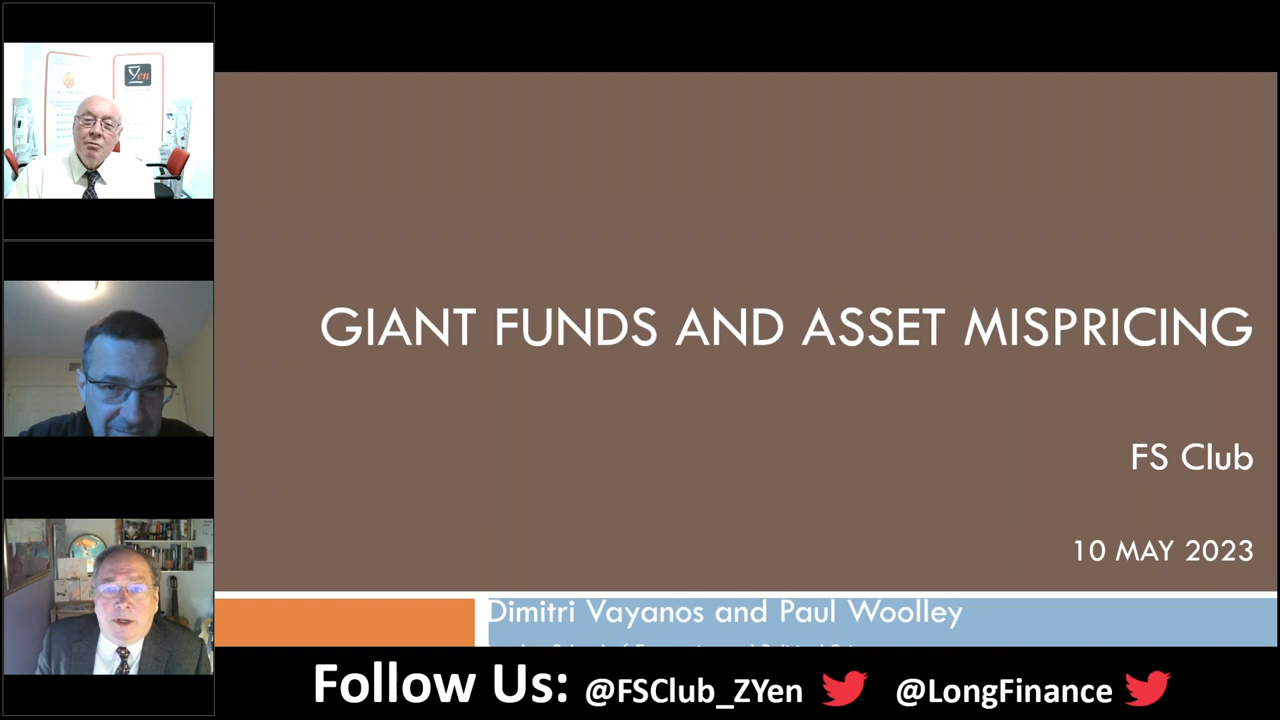 Yen
GIANT FUNDS AND ASSET MISPRICING
FS Club
10 MAY 2023
Dimitri Vayanos and Paul Woolley
Follow Us: @FSClub_ZYen @LongFinance